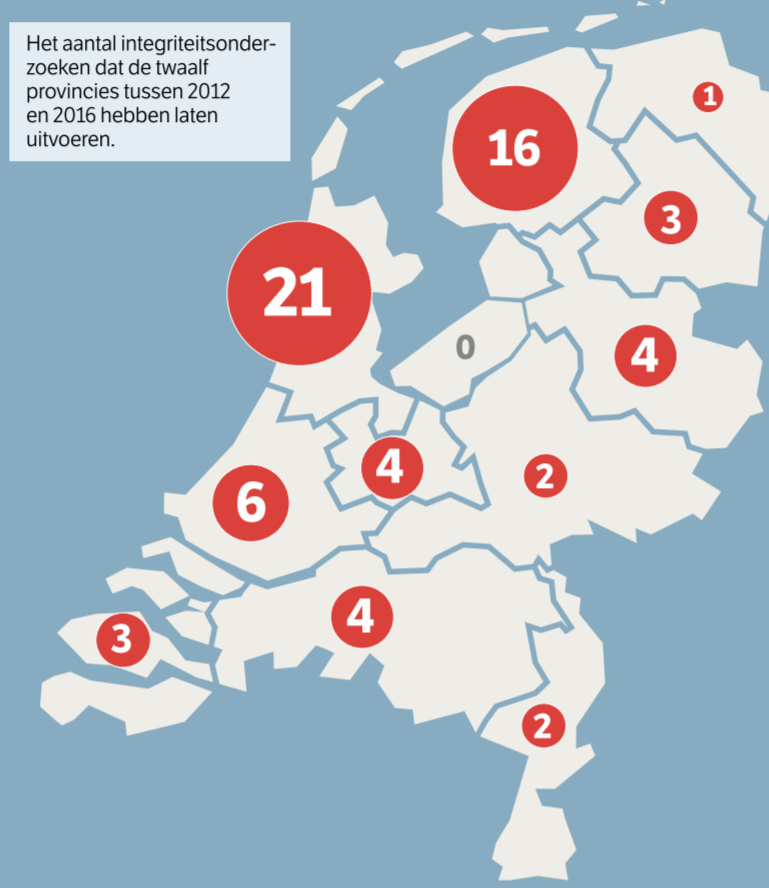 Het aantal integriteitsonder-
zoeken dat de twaalf
provincies tussen 2012
en 2016 hebben laten
uitvoeren.
1
16
3
21
0
4
4
2
6
4
3
2